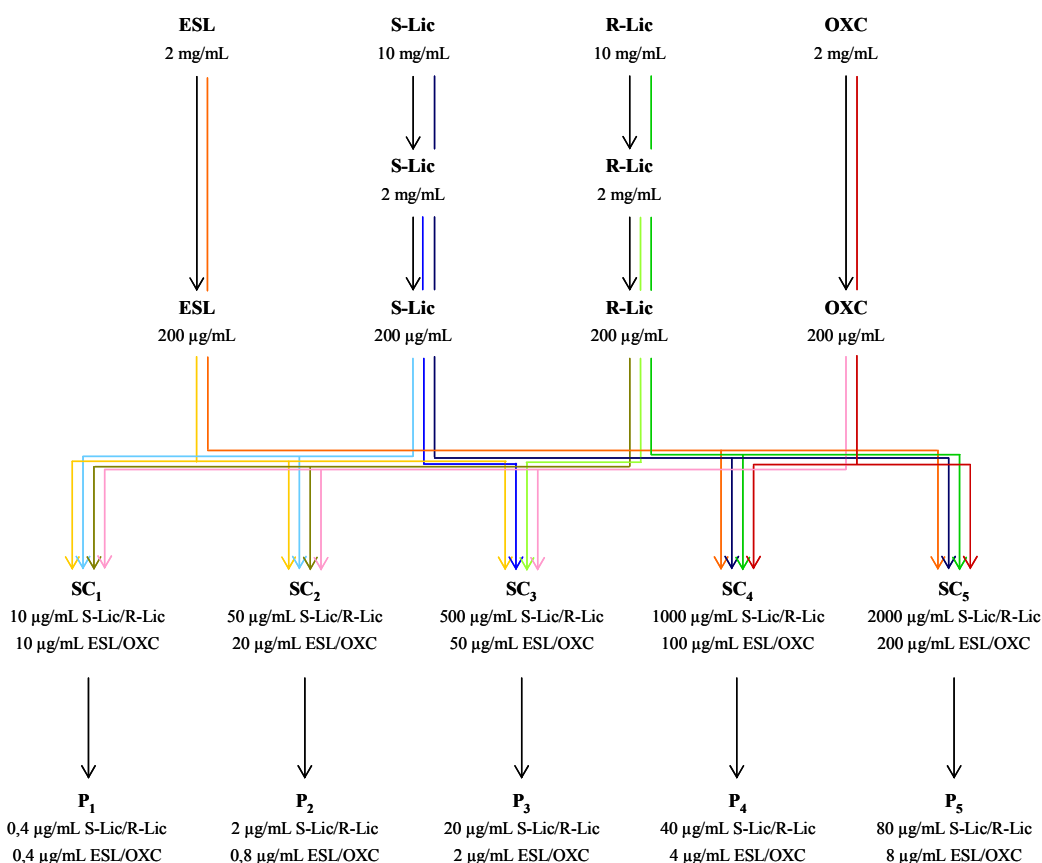 ESL
2 mg/mL
S-Lic
10 mg/mL
R-Lic
10 mg/mL
OXC
2 mg/mL
S-Lic
2 mg/mL
R-Lic
2 mg/mL
ESL
200 µg/mL
S-Lic
200 µg/mL
R-Lic
200 µg/mL
OXC
200 µg/mL
SC₁
10 µg/mL S-Lic/R-Lic
10 µg/mL ESL/OXC
SC₂
50 µg/mL S-Lic/R-Lic
20 µg/mL ESL/OXC
SC₃
500 µg/mL S-Lic/R-Lic
50 µg/mL ESL/OXC
SC₄
1000 µg/mL S-Lic/R-Lic
100 µg/mL ESL/OXC
SC₅
2000 µg/mL S-Lic/R-Lic
200 µg/mL ESL/OXC
P₁
0,4 µg/mL S-Lic/R-Lic
0,4 µg/mL ESL/OXC
P₂
2 µg/mL S-Lic/R-Lic
0,8 µg/mL ESL/OXC
P₃
20 µg/mL S-Lic/R-Lic
2 µg/mL ESL/OXC
P₄
40 µg/mL S-Lic/R-Lic
4 µg/mL ESL/OXC
P₅
80 µg/mL S-Lic/R-Lic
8 µg/mL ESL/OXC